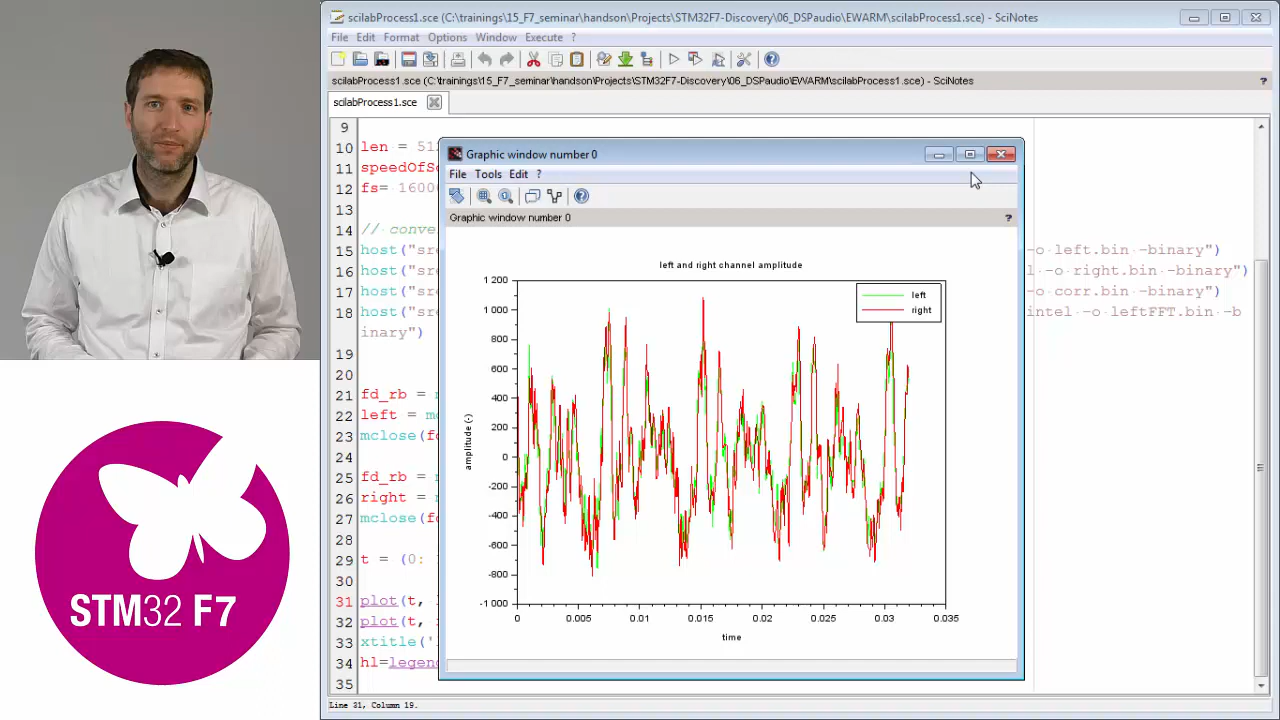 scilabProcess1.sce (C:\trainings\15_F7_seminar\handson\Projects\STM32F7-Discovery\06_DSPaudio\EWARM\scilabProcess1.sce) - SciNotes
File Edit Format Options Window Execute ?
scilabProcess1.sce (C:\trainings\15_F7_seminar\handson\Projects\STM32F7-Discovery\06_DSPaudio\EWARM\scilabProcess1.sce) - SciNotes ?
scilabProcess1.sce
9
10 len = 51
11 speedOfS
12 fs= 1600
13
14 // conve
15 host("sr -o left.bin -binary")
16 host("sr -o right.bin -binary")
17 host("sr -o corr.bin -binary")
18 host("sr intel -o leftFFT.bin -b
inary")
19
20
21 fd_rb =
22 left =
23 mclose(f
24
25 fd_rb =
26 right =
27 mclose(f
28
29 t = (0:
30
31 plot(t,
32 plot(t,
33 xtitle('
34 hl=legen
35
Line 31, Column 19.
Graphic window number 0
File Tools Edit ?
Graphic window number 0 ?
left and right channel amplitude
left
right
amplitude (-)
1 200
1 000
800
600
400
200
0
-200
-400
-600
-800
-1 000
0 0.005 0.01 0.015 0.02 0.025 0.03 0.035
time
STM32 F7